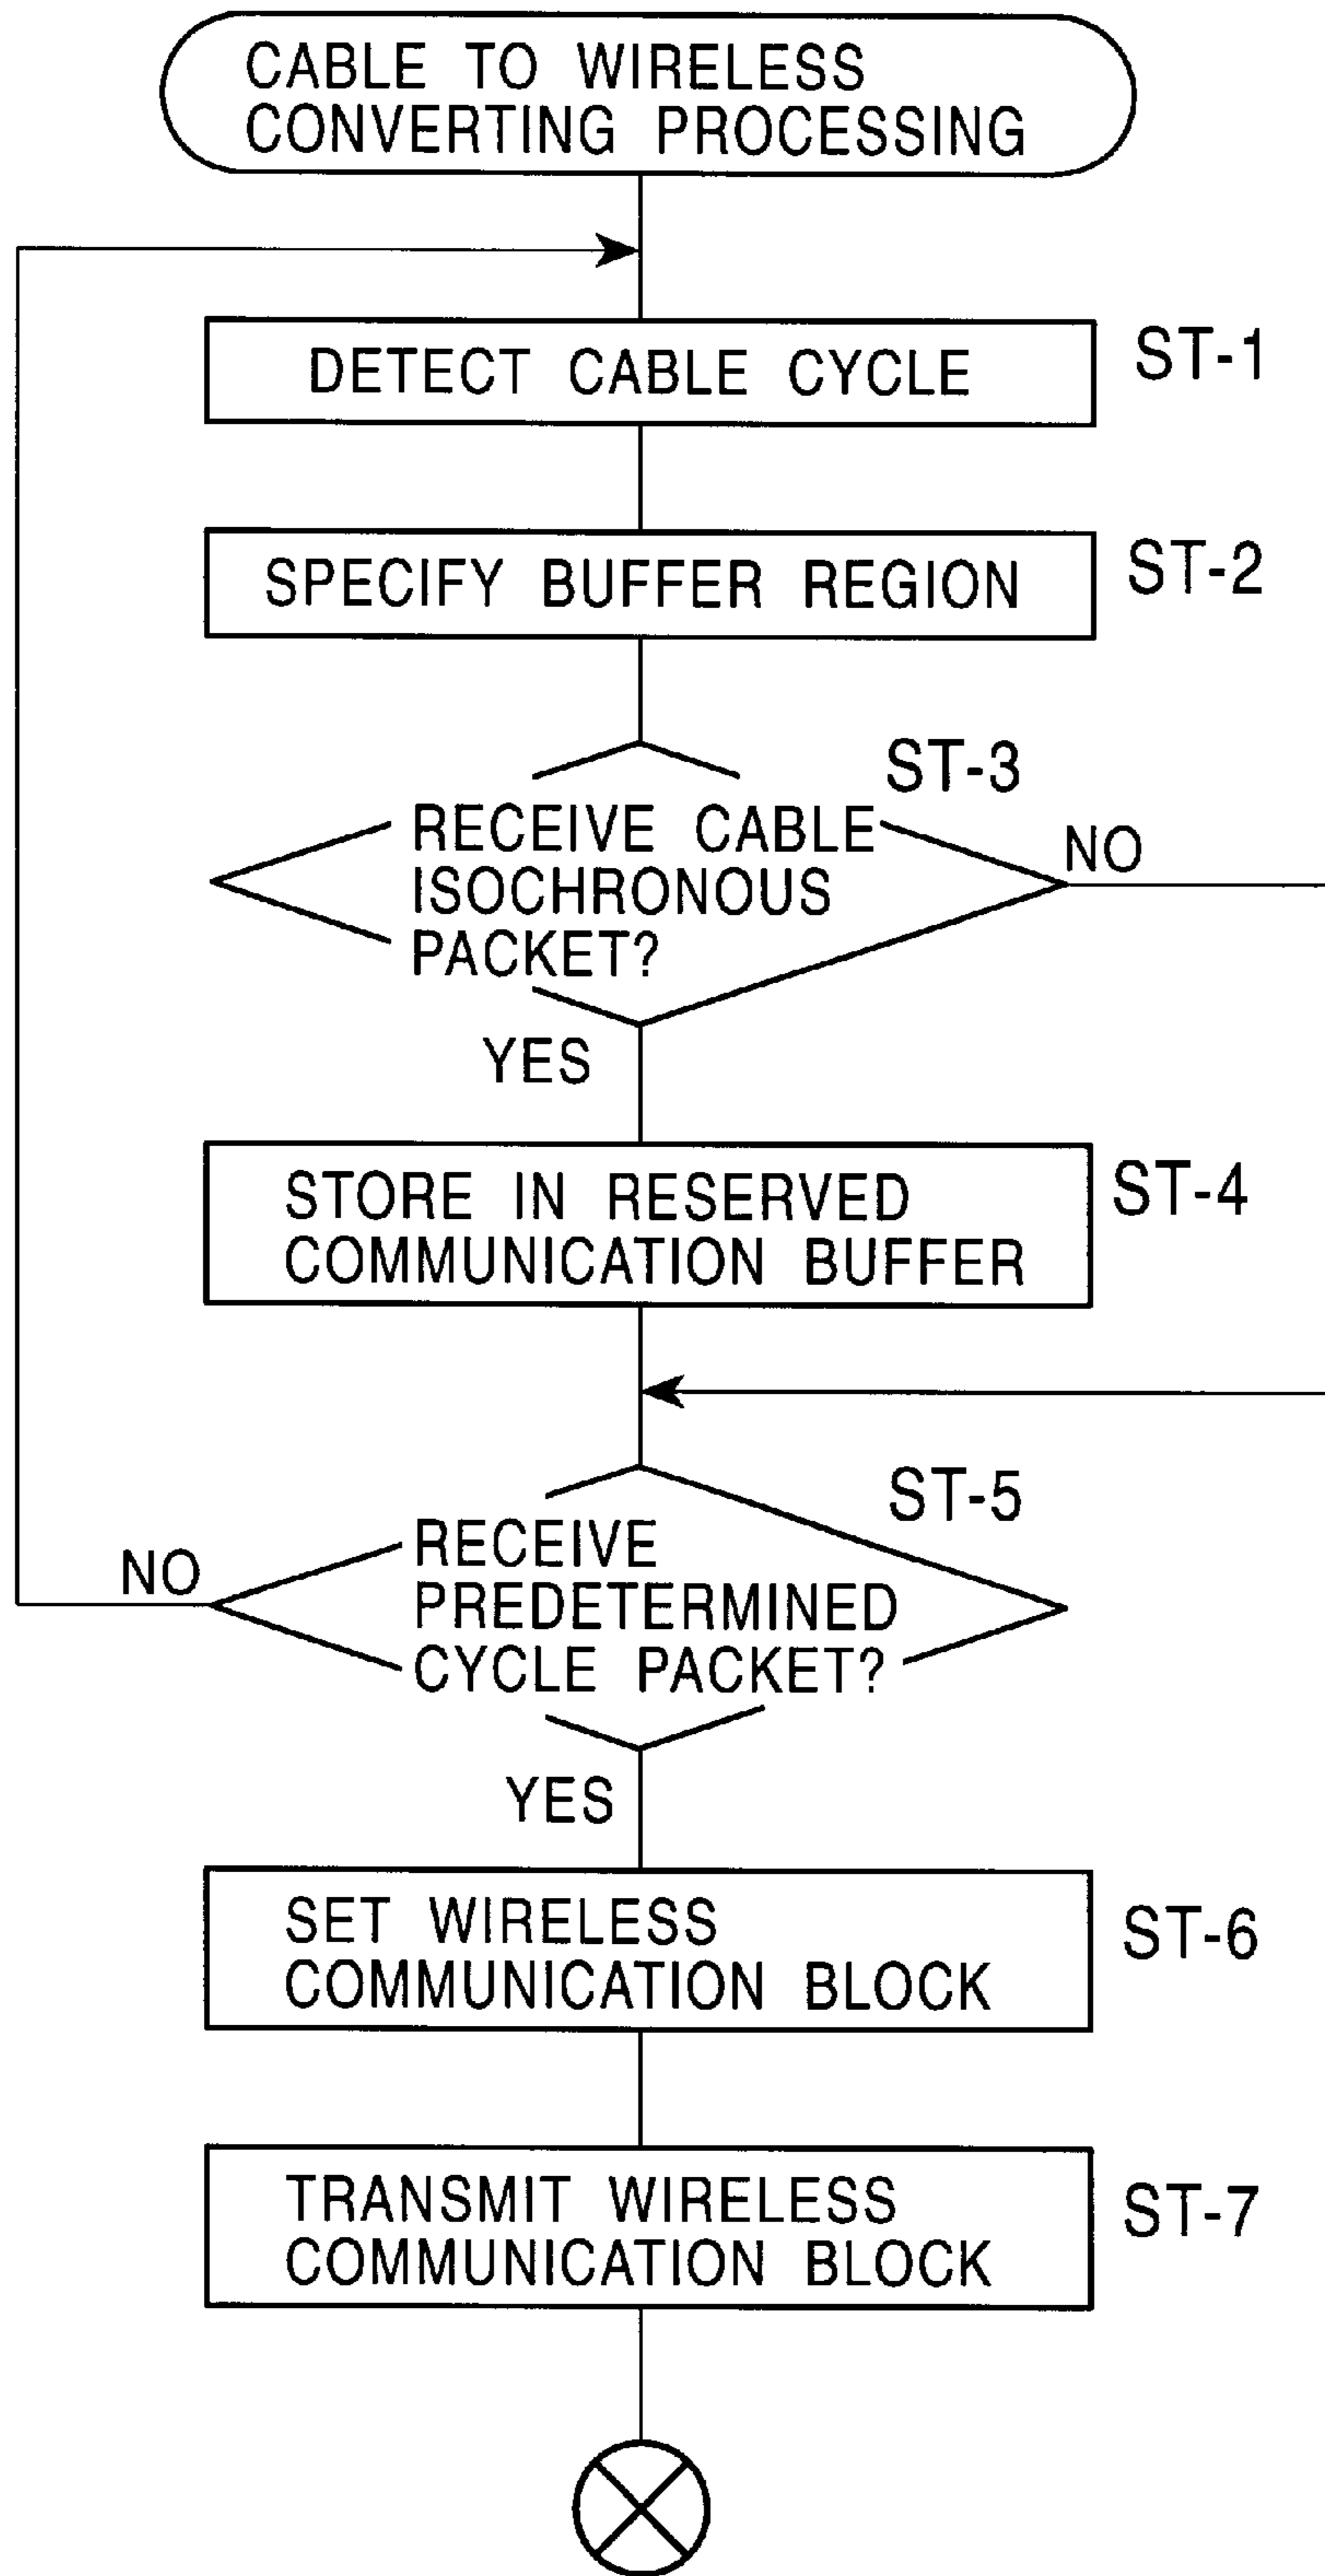 CABLE TO WIRELESS
CONVERTING PROCESSING
DETECT CABLE CYCLE
ST-1
SPECIFY BUFFER REGION
ST-2
ST-3
RECEIVE CABLE
ISOCHRONOUS
PACKET?
NO
YES
STORE IN RESERVED
COMMUNICATION BUFFER
ST-4
ST-5
RECEIVE
PREDETERMINED
CYCLE PACKET?
NO
YES
SET WIRELESS
COMMUNICATION BLOCK
ST-6
TRANSMIT WIRELESS
COMMUNICATION BLOCK
ST-7